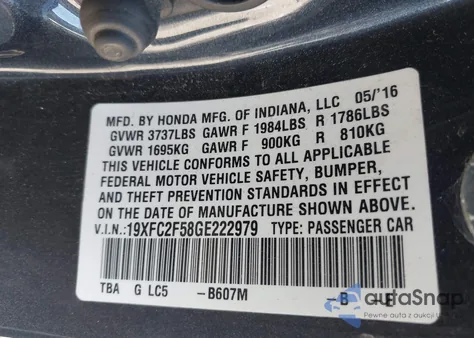 MFD. BY HONDA MFG. OF INDIANA, LLC 05/'16
GVWR 3737LBS GAWR F 1984LBS R 1786LBS
GVWR 1695KG GAWR F 900KG R 810KG
THIS VEHICLE CONFORMS TO ALL APPLICABLE
FEDERAL MOTOR VEHICLE SAFETY, BUMPER,
AND THEFT PREVENTION STANDARDS IN EFFECT
ON THE DATE OF MANUFACTURE SHOWN ABOVE.
V.I.N.:19XFC2F58GE222979 TYPE: PASSENGER CAR
TBA G LC5 -B607M -B E
autoSnap
Pewne auta z